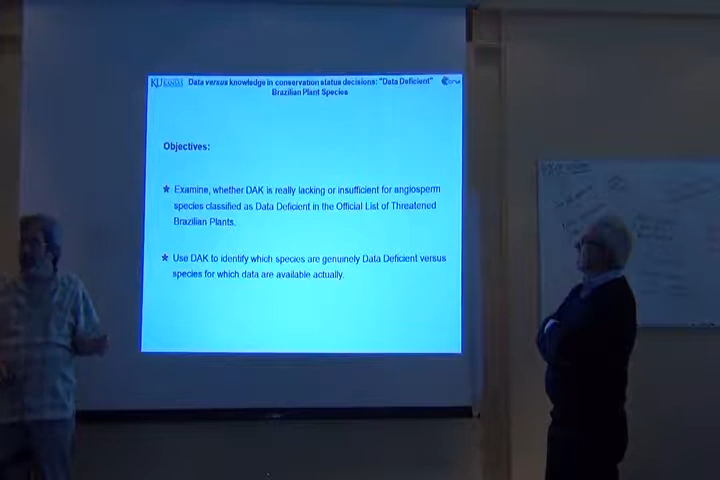 KU KANSAS
Data versus knowledge in conservation status decisions: "Data Deficient"
Brazilian Plant Species
Objectives:
Examine, whether DAK is really lacking or insufficient for angiosperm
species classified as Data Deficient in the Official List of Threatened
Brazilian Plants.
Use DAK to identify which species are genuinely Data Deficient versus
species for which data are available actually.